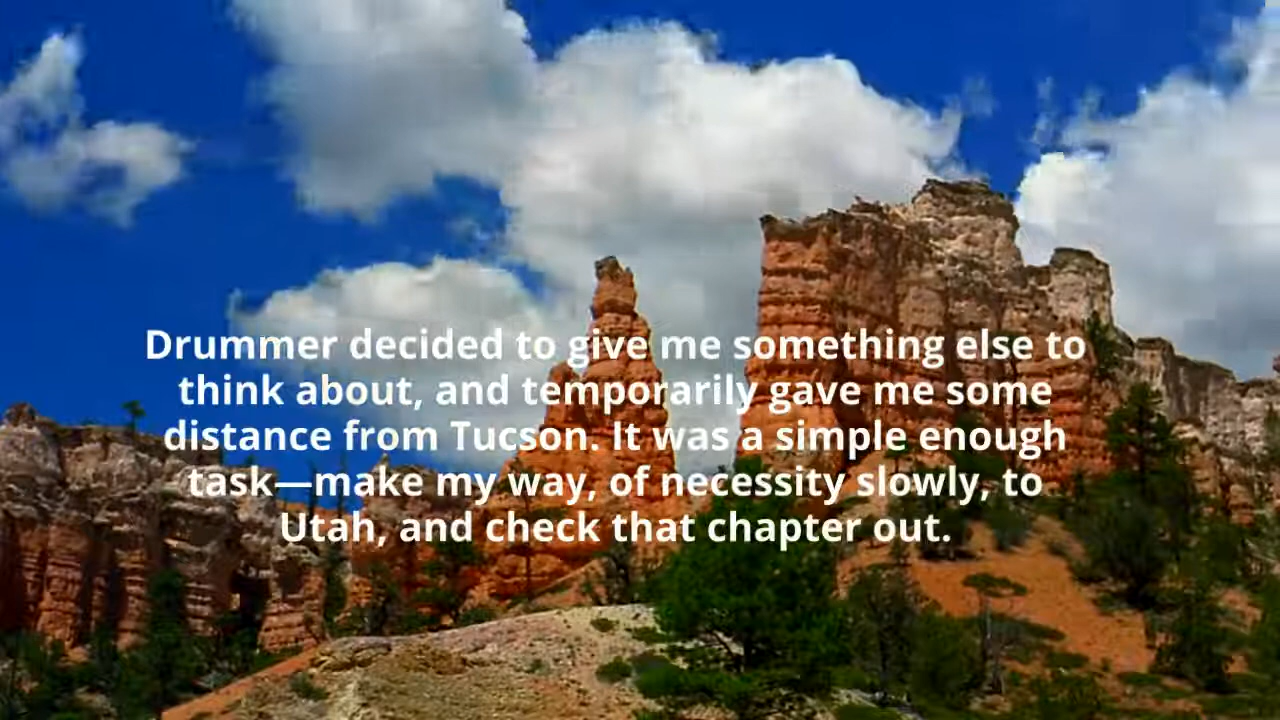 Drummer decided to give me something else to
think about, and temporarily gave me some
distance from Tucson. It was a simple enough
task—make my way, of necessity slowly, to
Utah, and check that chapter out.